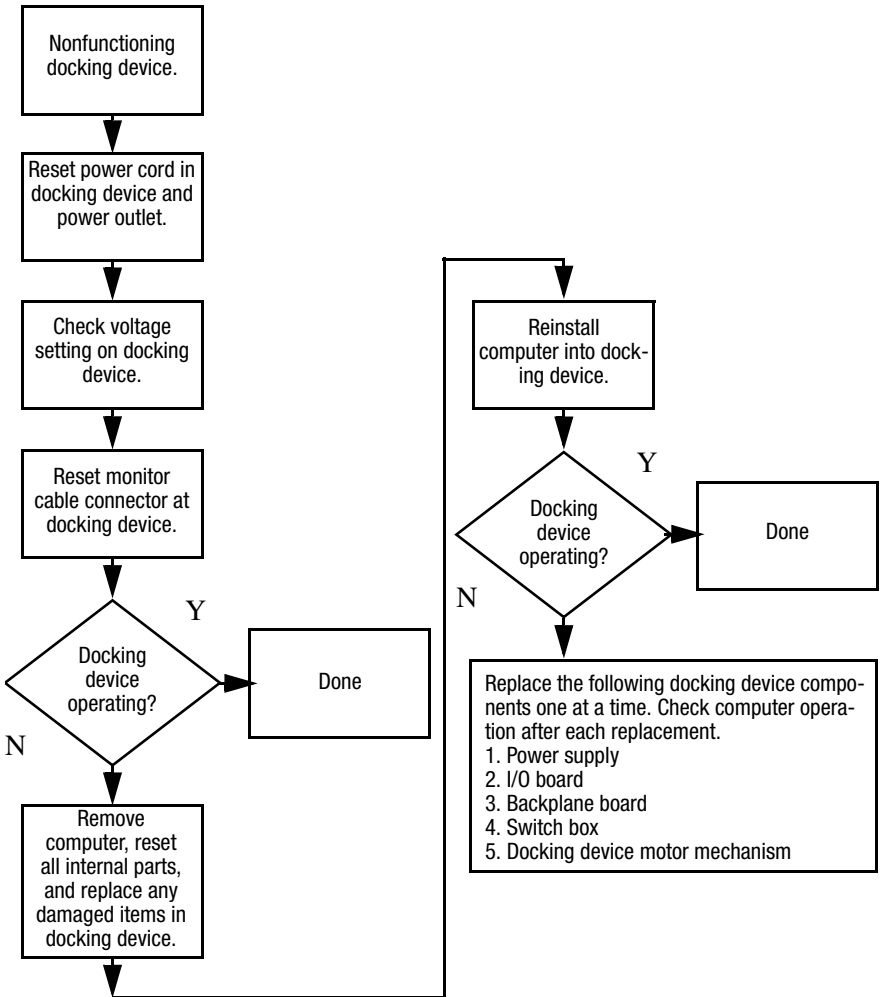 Nonfunctioning
docking device.
Reset power cord in
docking device and
power outlet.
Check voltage
setting on docking
device.
Reset monitor
cable connector at
docking device.
Docking
device
operating?
Y
Done
N
Remove
computer, reset
all internal parts,
and replace any
damaged items in
docking device.
Reinstall
computer into dock-
ing device.
Docking
device
operating?
Y
Done
N
Replace the following docking device compo-
nents one at a time. Check computer opera-
tion after each replacement.
1. Power supply
2. I/O board
3. Backplane board
4. Switch box
5. Docking device motor mechanism